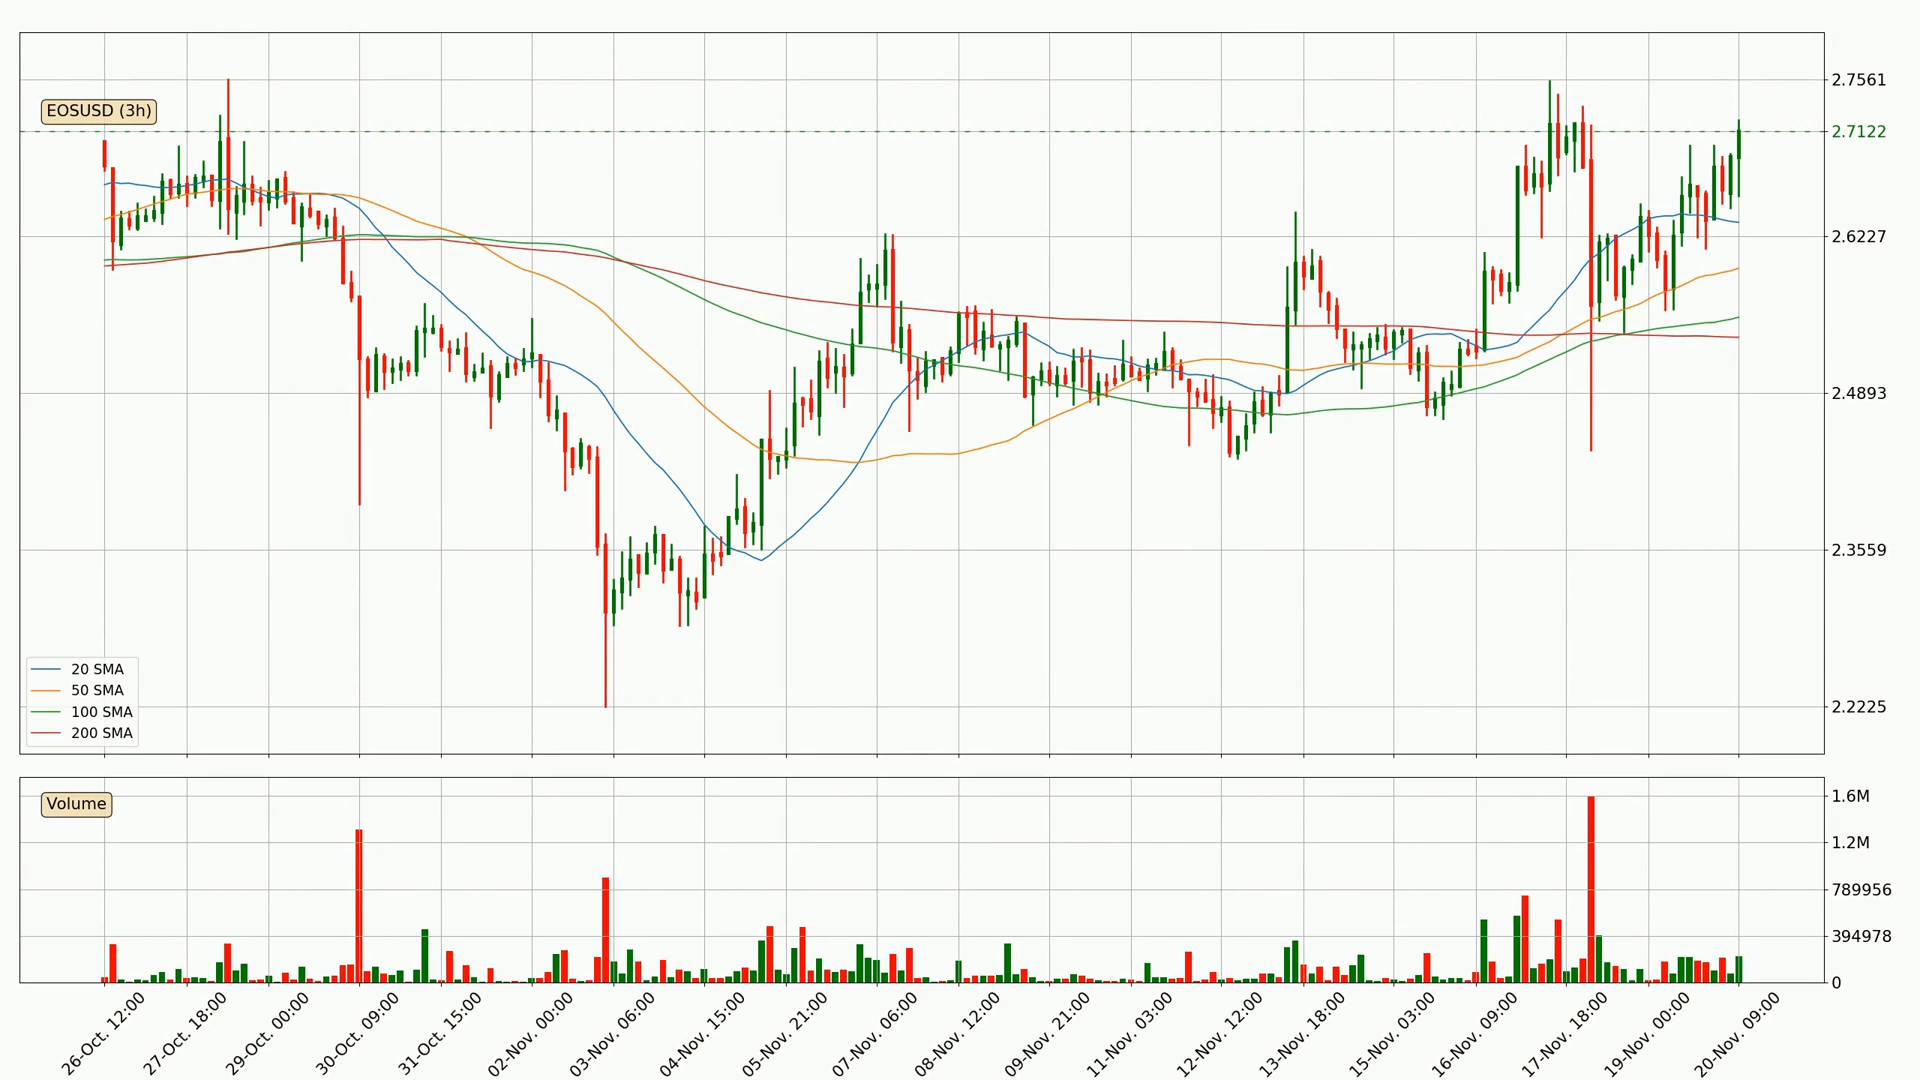 EOSUSD (3h)
2.7561
2.7122
2.6227
2.4893
2.3559
2.2225
20 SMA
50 SMA
100 SMA
200 SMA
Volume
1.6M
1.2M
789956
394978
0
26-Oct. 12:00
27-Oct. 18:00
29-Oct. 00:00
30-Oct. 09:00
31-Oct. 15:00
02-Nov. 00:00
03-Nov. 06:00
04-Nov. 15:00
05-Nov. 21:00
07-Nov. 06:00
08-Nov. 12:00
09-Nov. 21:00
11-Nov. 03:00
12-Nov. 12:00
13-Nov. 18:00
15-Nov. 03:00
16-Nov. 09:00
17-Nov. 18:00
19-Nov. 00:00
20-Nov. 09:00